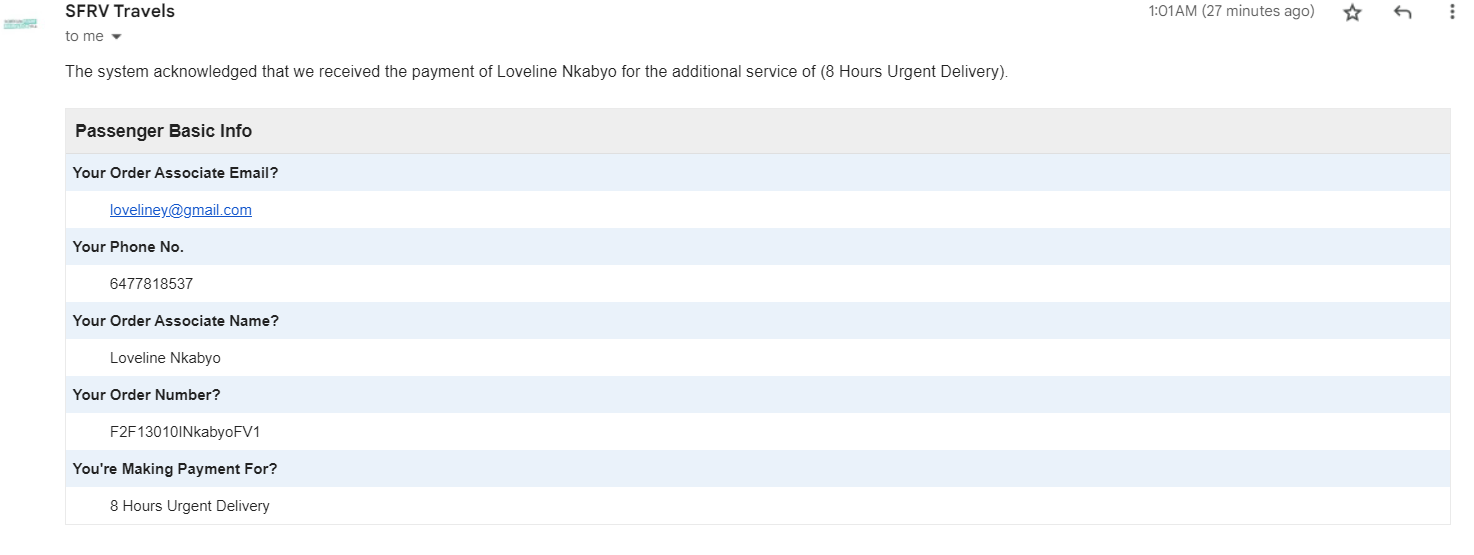 SFRV Travels
1:01AM (27 minutes ago)
to me
The system acknowledged that we received the payment of Loveline Nkabyo for the additional service of (8 Hours Urgent Delivery).
Passenger Basic Info
Your Order Associate Email?
loveliney@gmail.com
Your Phone No.
6477818537
Your Order Associate Name?
Loveline Nkabyo
Your Order Number?
F2F13010INkabyoFV1
You're Making Payment For?
8 Hours Urgent Delivery